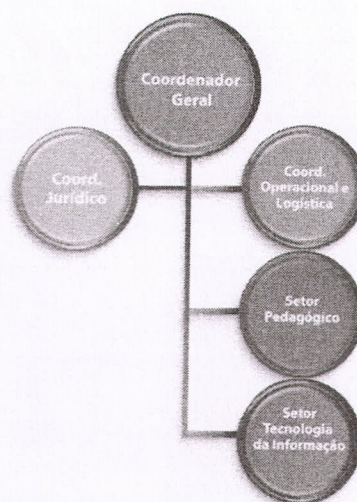 Coordenador
Geral
Coord.
Jurídico
Coord.
Operacional e
Logística
Setor
Pedagógico
Setor
Tecnologia
da Informação